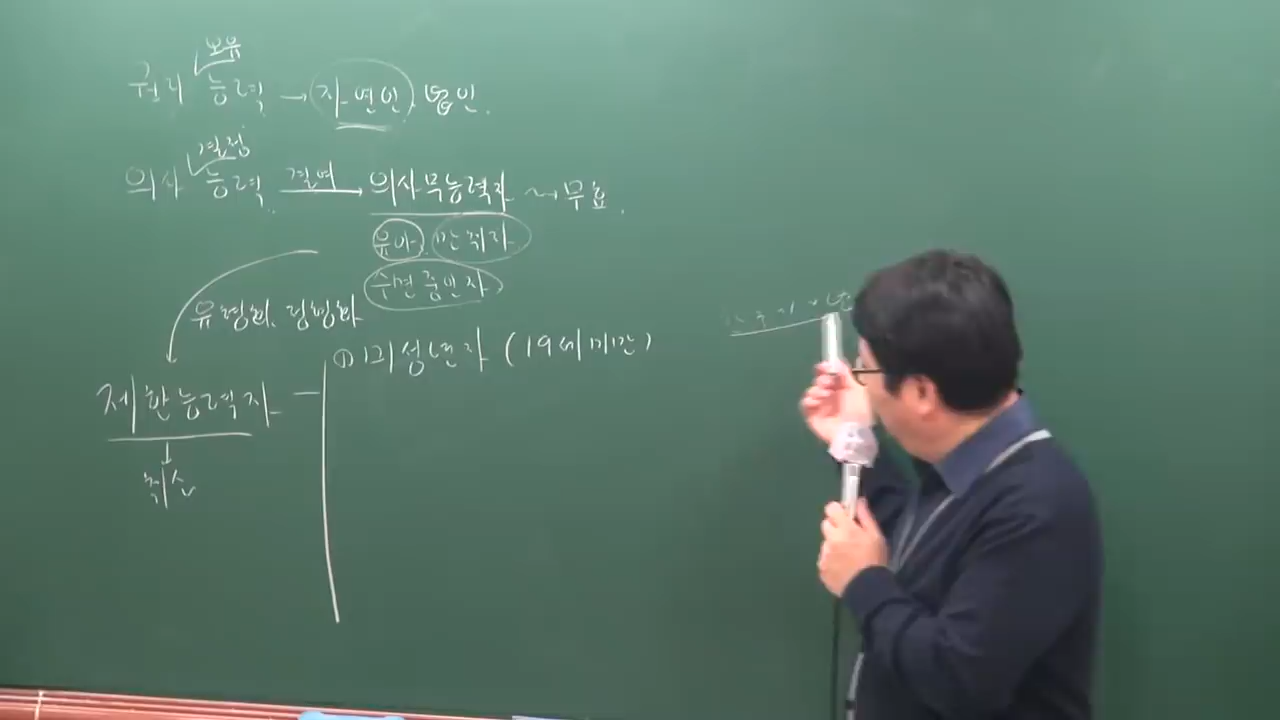 보유
권리 능력 → 자연인. 법인.
결정
의사 능력 결여 → 의사무능력자 ~→ 무효.
유아. 만취자.
수면 중인 자
유형화, 정형화
① 미성년자 (19세 미만)
제한능력자
취소